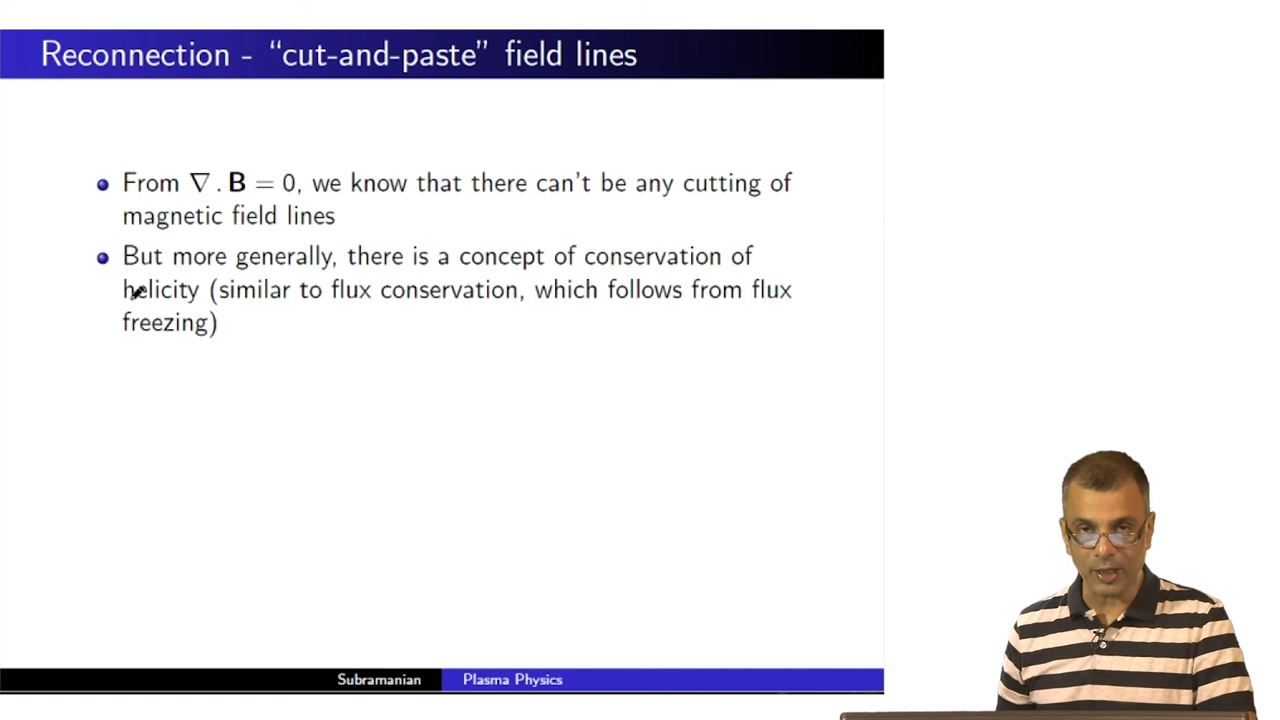 Reconnection - “cut-and-paste” field lines
From ∇ . B = 0, we know that there can't be any cutting of
magnetic field lines
But more generally, there is a concept of conservation of
helicity (similar to flux conservation, which follows from flux
freezing)
Subramanian
Plasma Physics